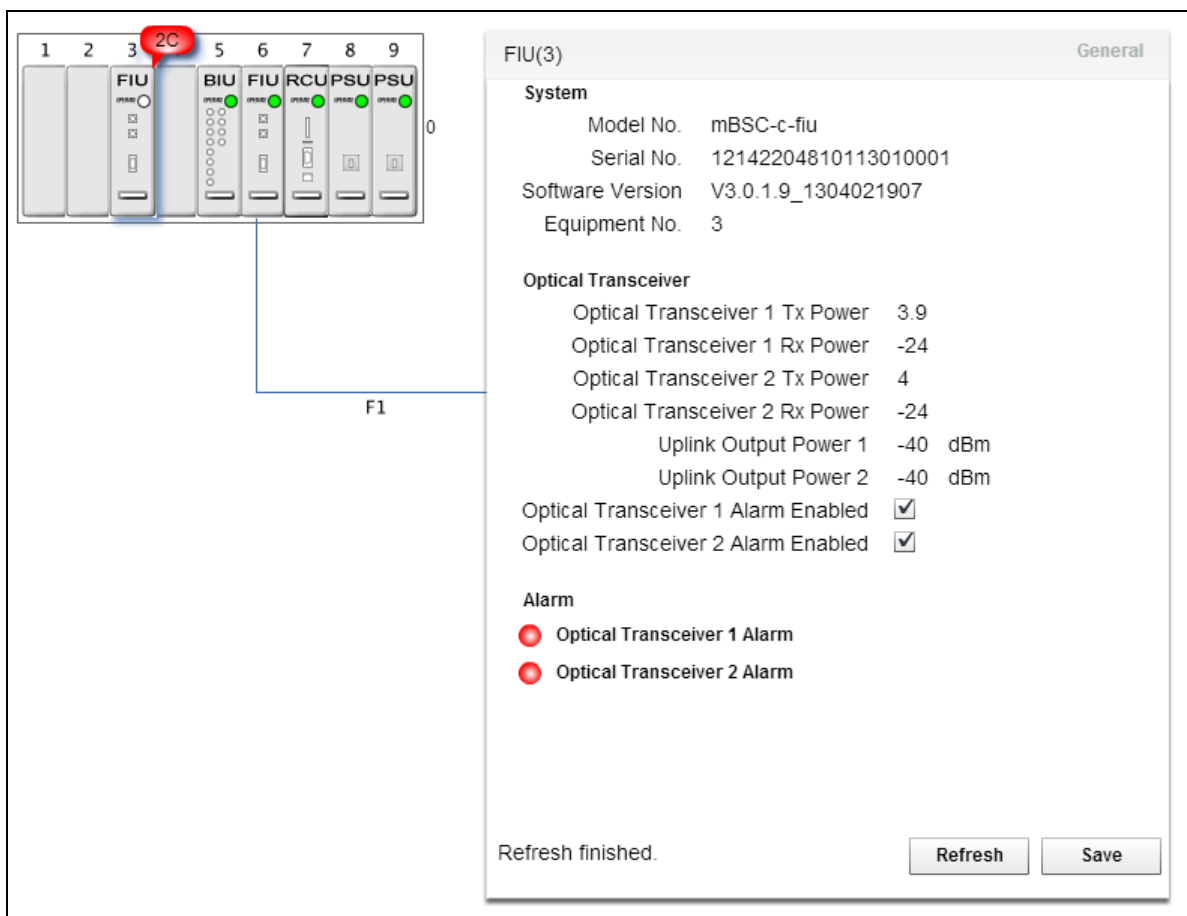 1 2 3 5 6 7 8 9
2C
FIU BIU FIU RCU PSU PSU
0
F1
FIU(3) General
System
Model No. mBSC-c-fiu
Serial No. 12142204810113010001
Software Version V3.0.1.9_1304021907
Equipment No. 3
Optical Transceiver
Optical Transceiver 1 Tx Power 3.9
Optical Transceiver 1 Rx Power -24
Optical Transceiver 2 Tx Power 4
Optical Transceiver 2 Rx Power -24
Uplink Output Power 1 -40 dBm
Uplink Output Power 2 -40 dBm
Optical Transceiver 1 Alarm Enabled
Optical Transceiver 2 Alarm Enabled
Alarm
Optical Transceiver 1 Alarm
Optical Transceiver 2 Alarm
Refresh finished. Refresh Save